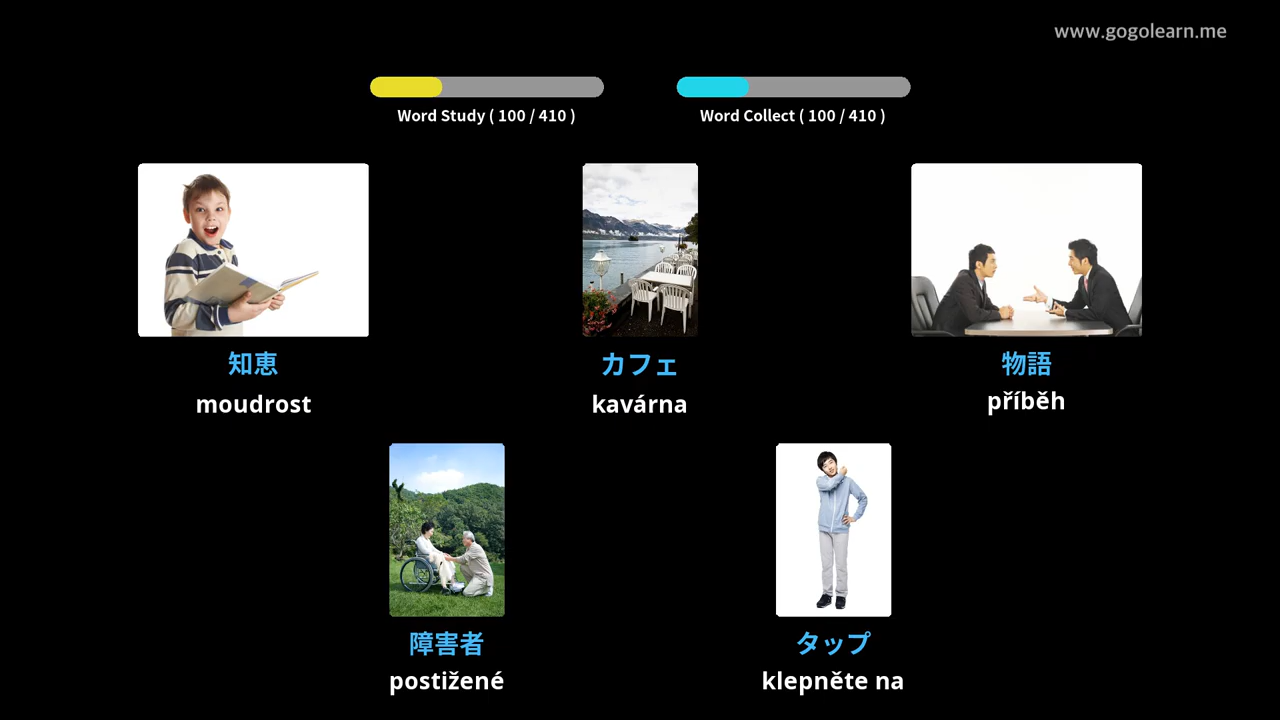 www.gogolearn.me
Word Study ( 100 / 410 )
Word Collect ( 100 / 410 )
知恵
moudrost
カフェ
kavárna
物語
příběh
障害者
postižené
タップ
klepněte na